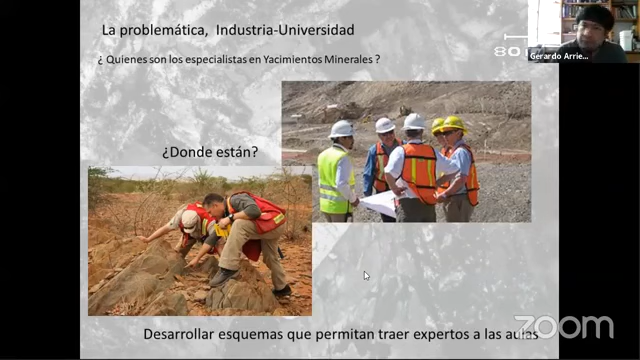 La problemática, Industria-Universidad
¿ Quienes son los especialistas en Yacimientos Minerales ?
80
Gerardo Arrie...
¿Donde están?
Desarrollar esquemas que permitan traer expertos a las aulas
zoom